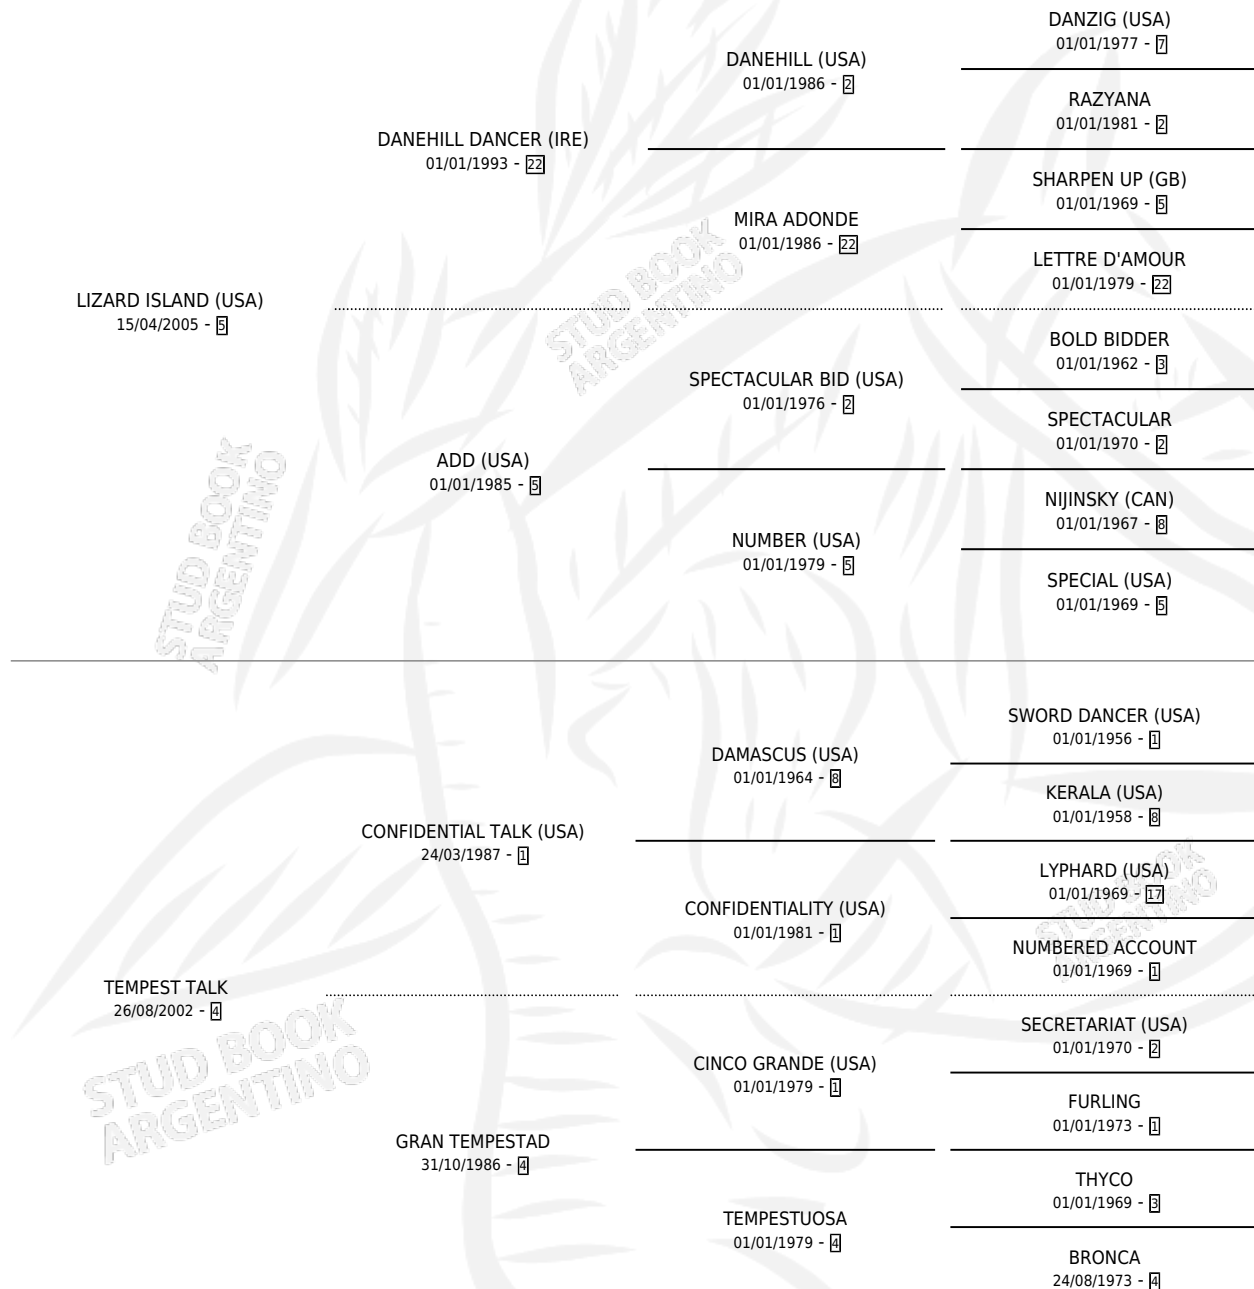 DANZIG (USA)
01/01/1977 - 7
DANEHILL (USA)
01/01/1986 - 2
RAZYANA
01/01/1981 - 2
DANEHILL DANCER (IRE)
01/01/1993 - 22
SHARPEN UP (GB)
01/01/1969 - 5
MIRA ADONDE
01/01/1986 - 22
LETTRE D'AMOUR
01/01/1979 - 22
LIZARD ISLAND (USA)
15/04/2005 - 5
BOLD BIDDER
01/01/1962 - 3
SPECTACULAR BID (USA)
01/01/1976 - 2
SPECTACULAR
01/01/1970 - 2
ADD (USA)
01/01/1985 - 5
NIJINSKY (CAN)
01/01/1967 - 8
NUMBER (USA)
01/01/1979 - 5
SPECIAL (USA)
01/01/1969 - 5
SWORD DANCER (USA)
01/01/1956 - 1
DAMASCUS (USA)
01/01/1964 - 8
KERALA (USA)
01/01/1958 - 8
CONFIDENTIAL TALK (USA)
24/03/1987 - 1
LYPHARD (USA)
01/01/1969 - 17
CONFIDENTIALITY (USA)
01/01/1981 - 1
NUMBERED ACCOUNT
01/01/1969 - 1
TEMPEST TALK
26/08/2002 - 4
SECRETARIAT (USA)
01/01/1970 - 2
CINCO GRANDE (USA)
01/01/1979 - 1
FURLING
01/01/1973 - 1
GRAN TEMPESTAD
31/10/1986 - 4
THYCO
01/01/1969 - 3
TEMPESTUOSA
01/01/1979 - 4
BRONCA
24/08/1973 - 4
STUD BOOK
ARGENTINO
STUD BOOK
ARGENTINO
STUD BOOK
ARGENTINO
STUD BOOK
ARGENTINO